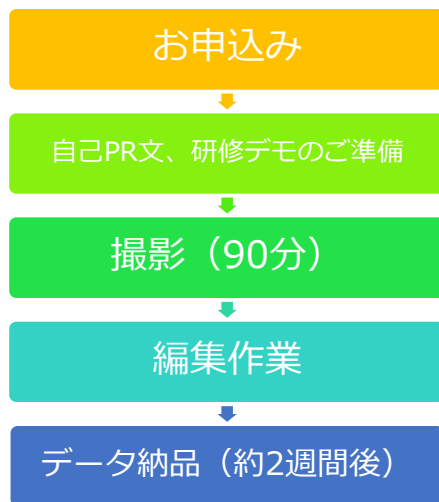 お申込み
自己PR文、研修デモのご準備
撮影（90分）
編集作業
データ納品（約2週間後）